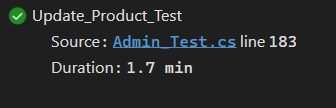 Update_Product_Test
Source: Admin_Test.cs line 183
Duration: 1.7 min